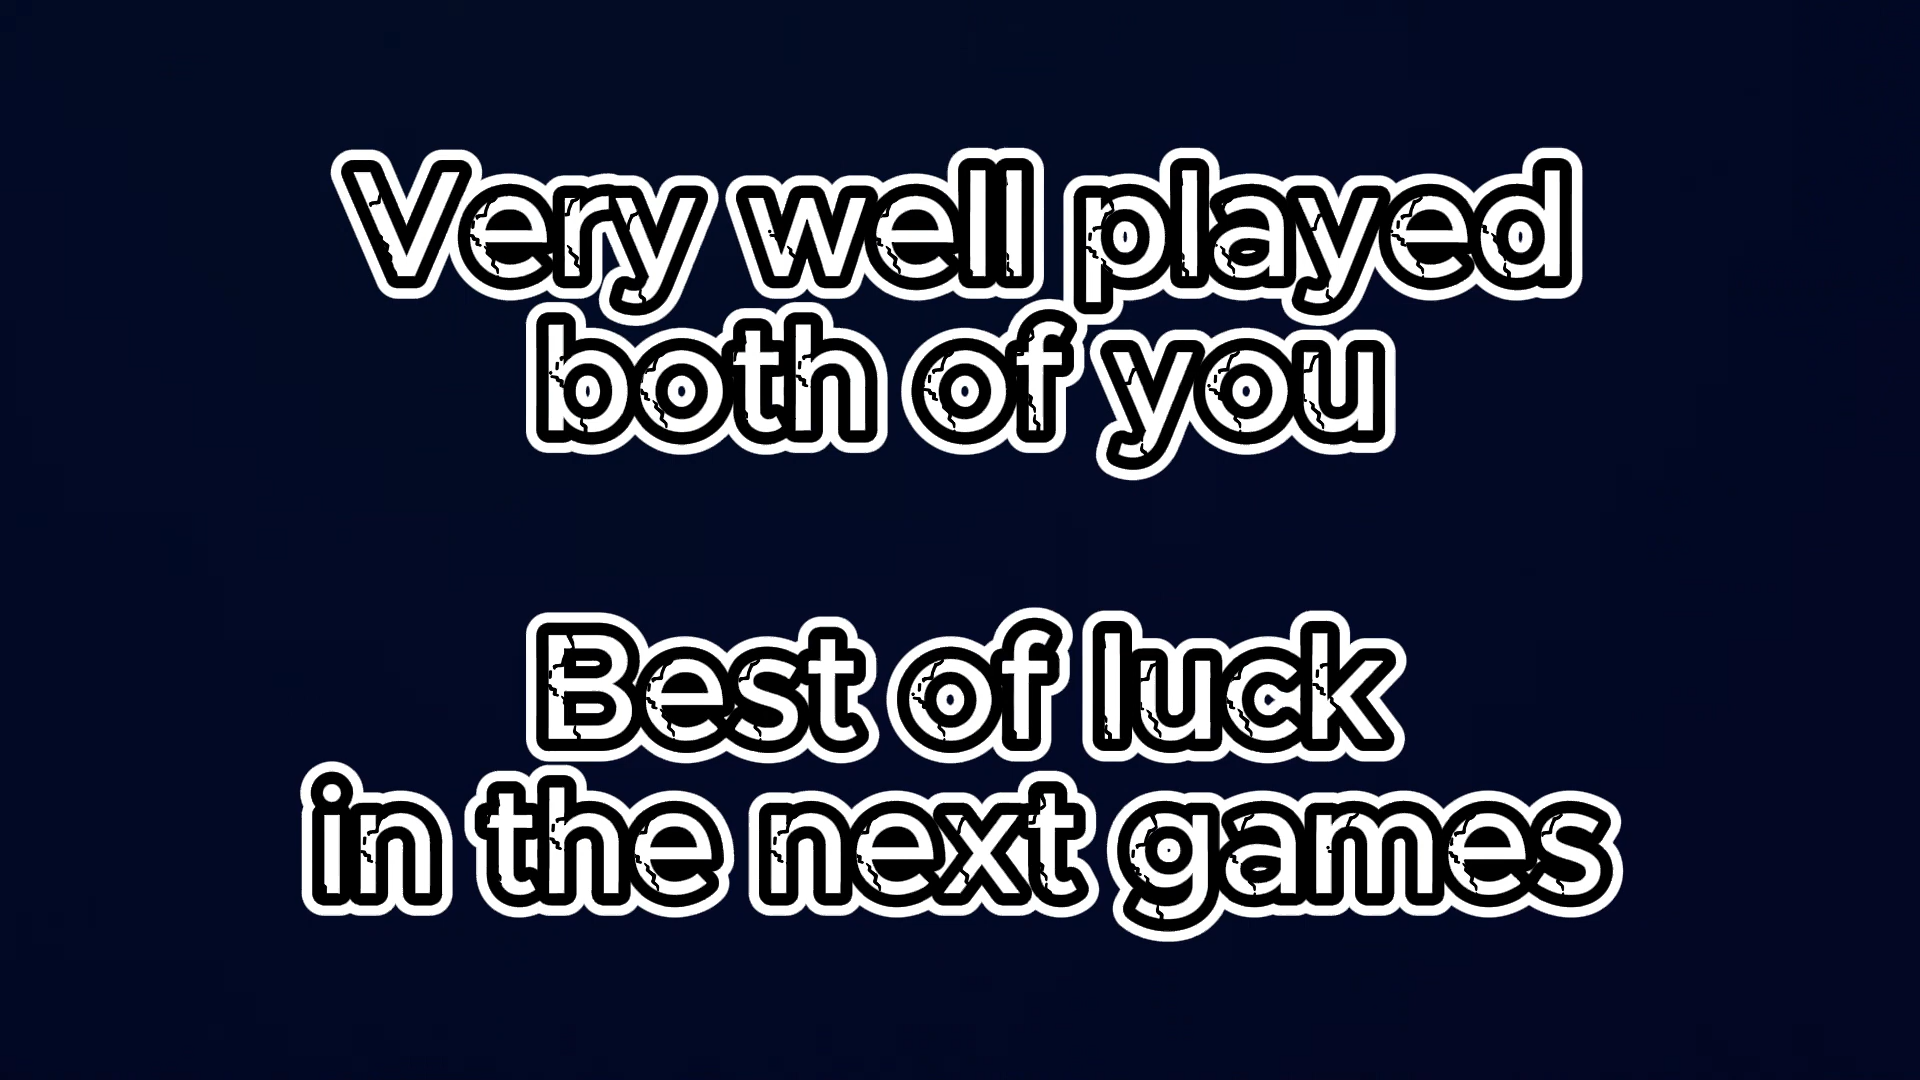 Very well played
both of you
Best of luck
in the next games